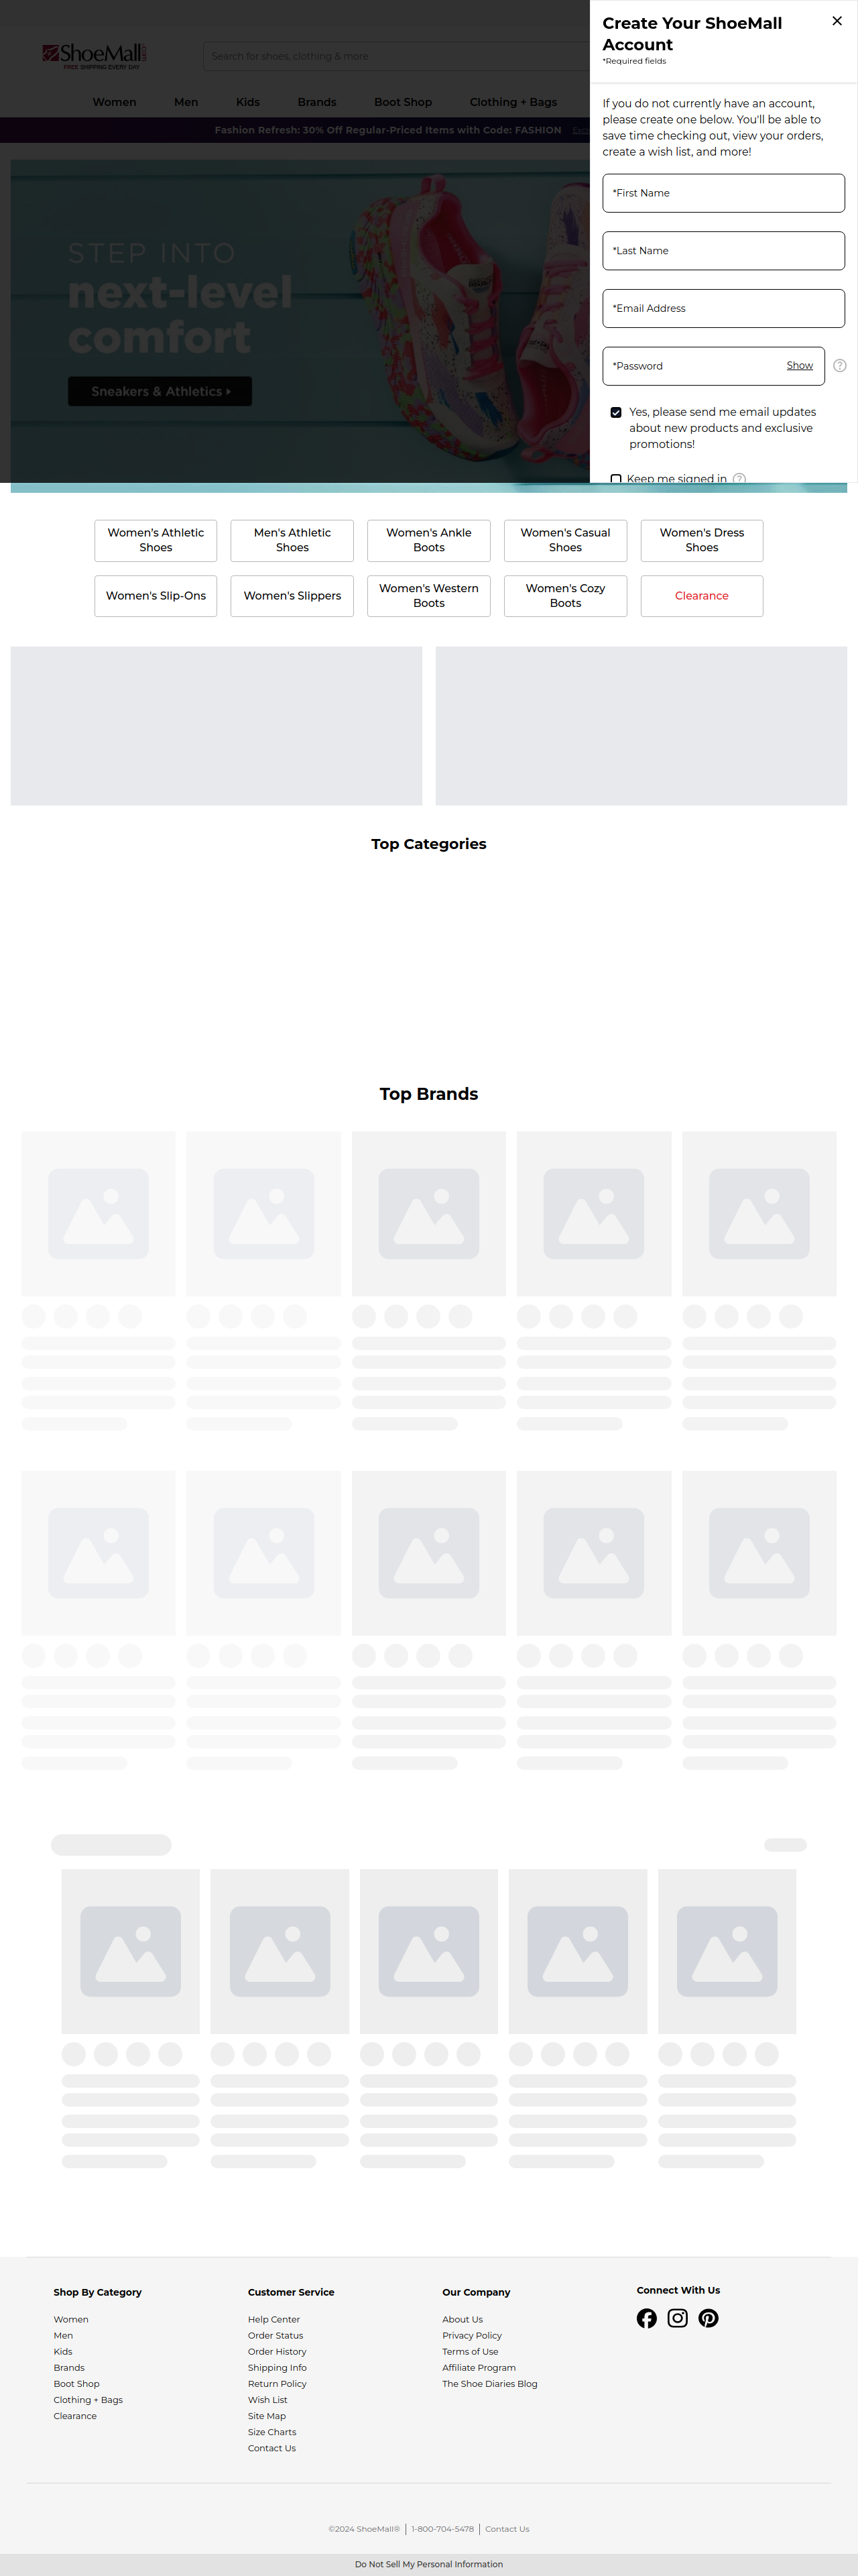 ShoeMall
.COM
FREE SHIPPING EVERY DAY
Search for shoes, clothing & more
Women
Men
Kids
Brands
Boot Shop
Clothing + Bags
Fashion Refresh: 30% Off Regular-Priced Items with Code: FASHION
STEP INTO
next-level
comfort
Sneakers & Athletics
Create Your ShoeMall
Account
*Required fields
If you do not currently have an account,
please create one below. You'll be able to
save time checking out, view your orders,
create a wish list, and more!
*First Name
*Last Name
*Email Address
*Password
Show
?
Yes, please send me email updates
about new products and exclusive
promotions!
Keep me signed in
?
Women's Athletic
Shoes
Men's Athletic
Shoes
Women's Ankle
Boots
Women's Casual
Shoes
Women's Dress
Shoes
Women's Slip-Ons
Women's Slippers
Women's Western
Boots
Women's Cozy
Boots
Clearance
Top Categories
Top Brands
Shop By Category
Women
Men
Kids
Brands
Boot Shop
Clothing + Bags
Clearance
Customer Service
Help Center
Order Status
Order History
Shipping Info
Return Policy
Wish List
Site Map
Size Charts
Contact Us
Our Company
About Us
Privacy Policy
Terms of Use
Affiliate Program
The Shoe Diaries Blog
Connect With Us
©2024 ShoeMall®
1-800-704-5478
Contact Us
Do Not Sell My Personal Information